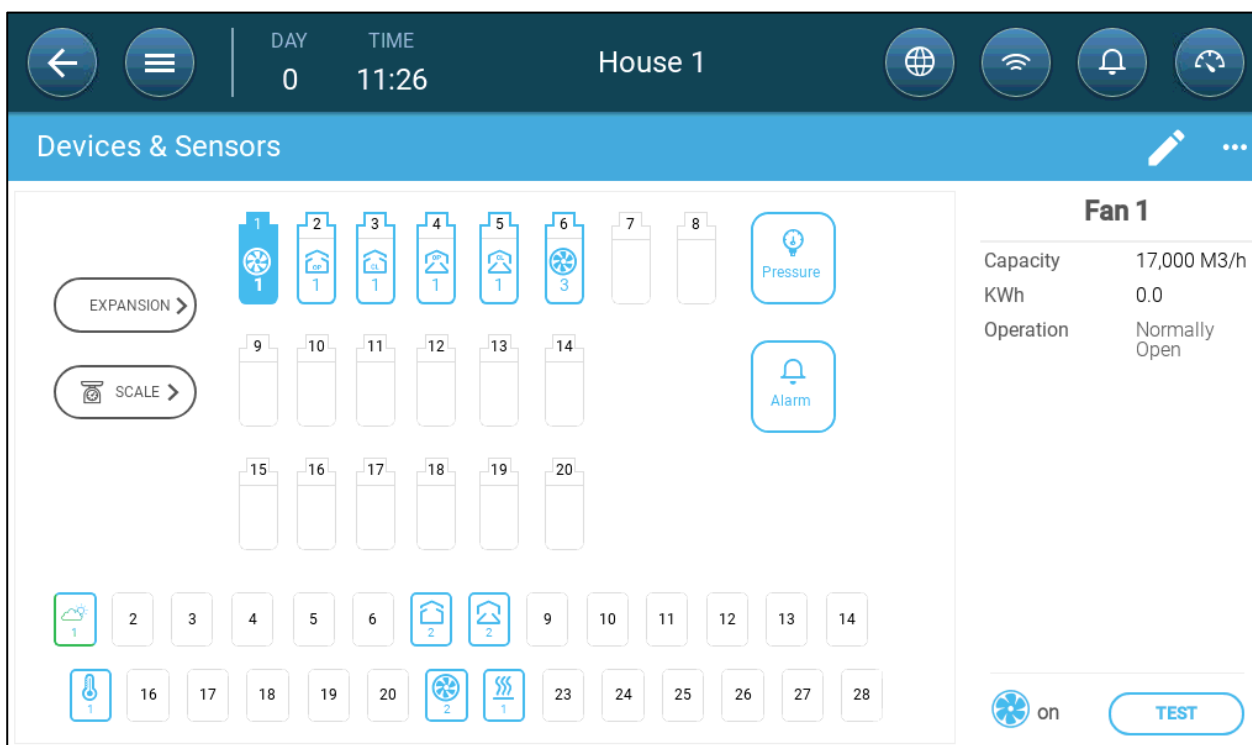 DAY TIME
0 11:26
House 1
Devices & Sensors
EXPANSION
SCALE
1 2 3 4 5 6 7 8
OP CL OP CL
1 1 1 1 1 3
Pressure
9 10 11 12 13 14
Alarm
15 16 17 18 19 20
1 2 3 4 5 6 2 2 9 10 11 12 13 14
1 16 17 18 19 20 2 1 23 24 25 26 27 28
Fan 1
Capacity 17,000 M3/h
KWh 0.0
Operation Normally
Open
on TEST